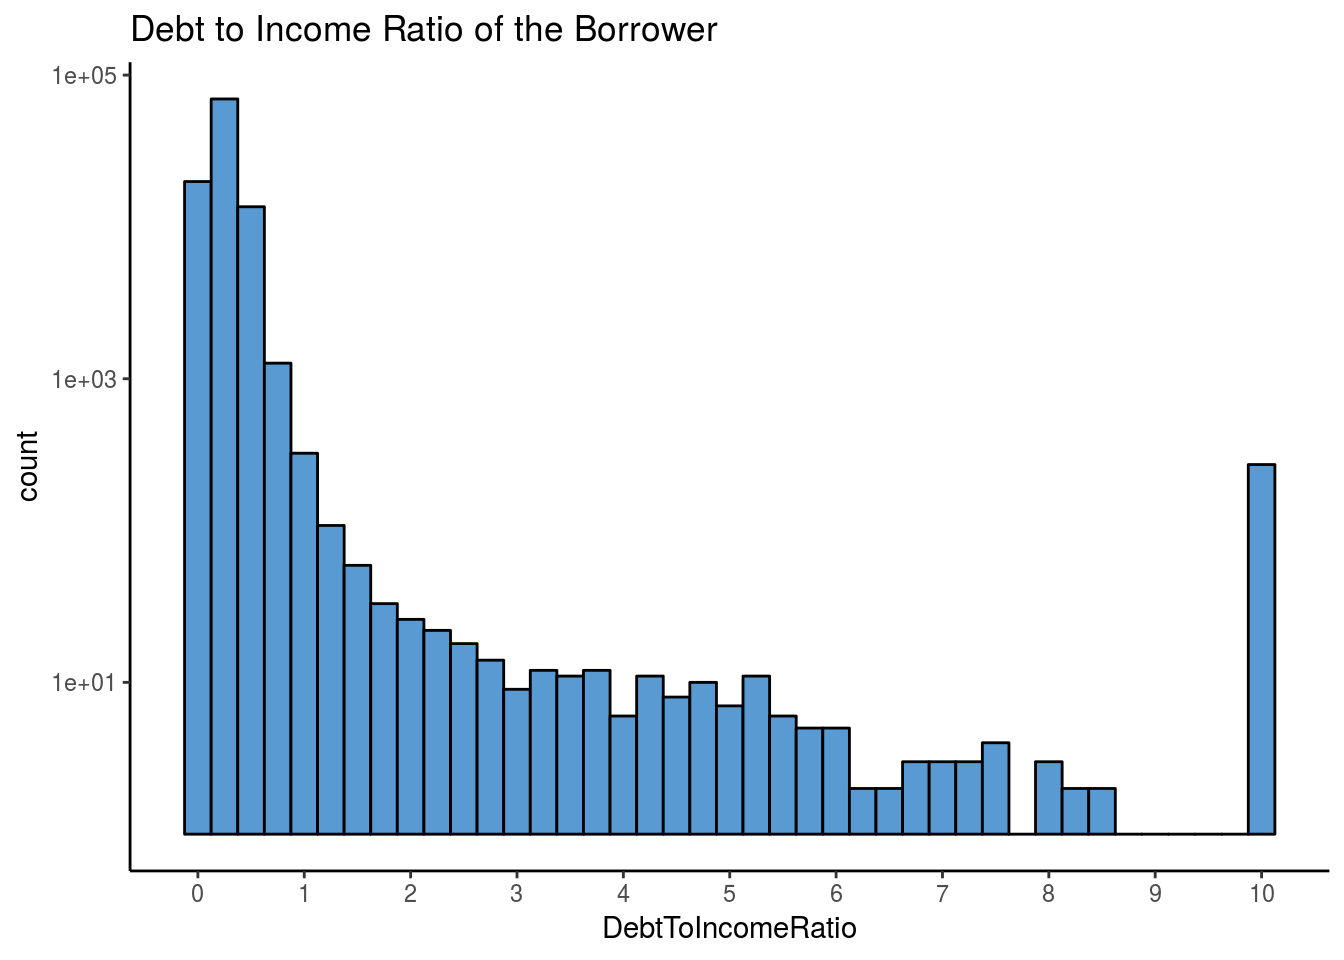 Debt to Income Ratio of the Borrower
1e+05
1e+03
1e+01
count
0 1 2 3 4 5 6 7 8 9 10
DebtToIncomeRatio